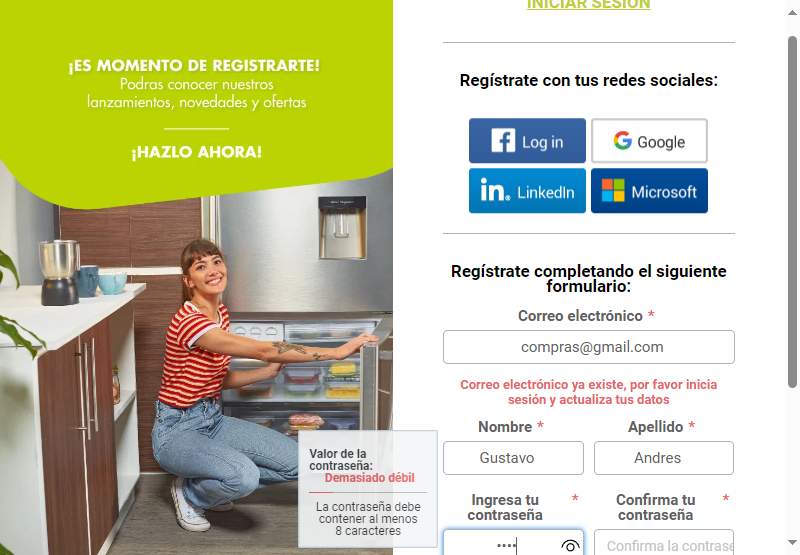 ¡ES MOMENTO DE REGISTRARTE!
Podras conocer nuestros
lanzamientos, novedades y ofertas
¡HAZLO AHORA!
INICIAR SESIÓN
Regístrate con tus redes sociales:
Log in
Google
LinkedIn
Microsoft
Regístrate completando el siguiente
formulario:
Correo electrónico *
compras@gmail.com
Correo electrónico ya existe, por favor inicia
sesión y actualiza tus datos
Nombre *
Apellido *
Gustavo
Andres
Ingresa tu *
contraseña
Confirma tu *
contraseña
••••
Confirma la contrase
Valor de la
contraseña:
Demasiado débil
La contraseña debe
contener al menos
8 caracteres